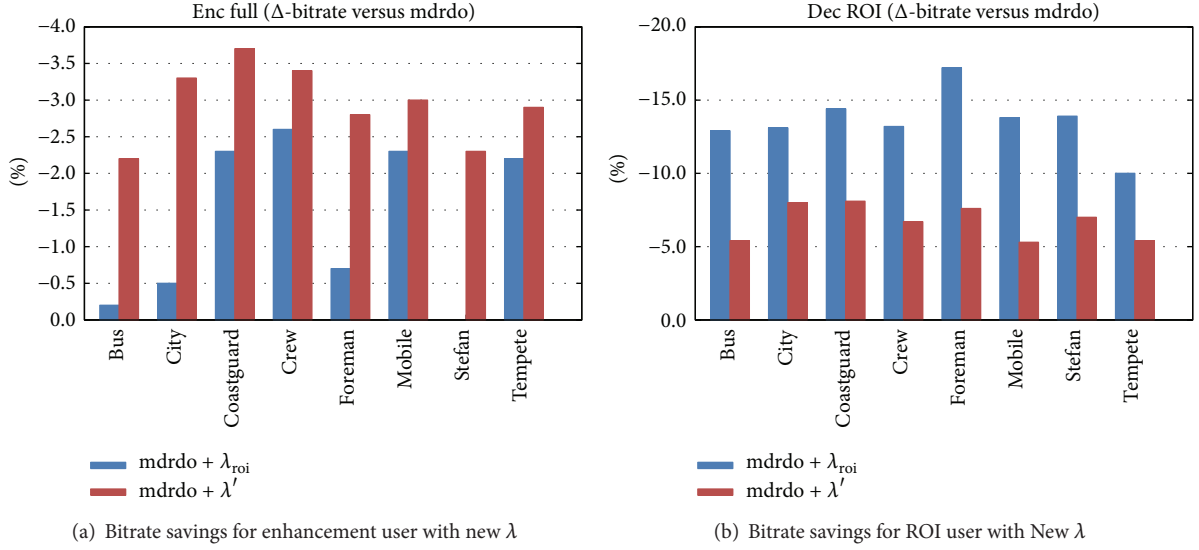 Enc full (Δ-bitrate versus mdrdo)
−4.0
−3.5
−3.0
−2.5
−2.0
−1.5
−1.0
−0.5
0.0
(%)
Bus
City
Coastguard
Crew
Foreman
Mobile
Stefan
Tempete
mdrdo + λroi
mdrdo + λ′
(a) Bitrate savings for enhancement user with new λ
Dec ROI (Δ-bitrate versus mdrdo)
−20.0
−15.0
−10.0
−5.0
0.0
(%)
Bus
City
Coastguard
Crew
Foreman
Mobile
Stefan
Tempete
mdrdo + λroi
mdrdo + λ′
(b) Bitrate savings for ROI user with New λ